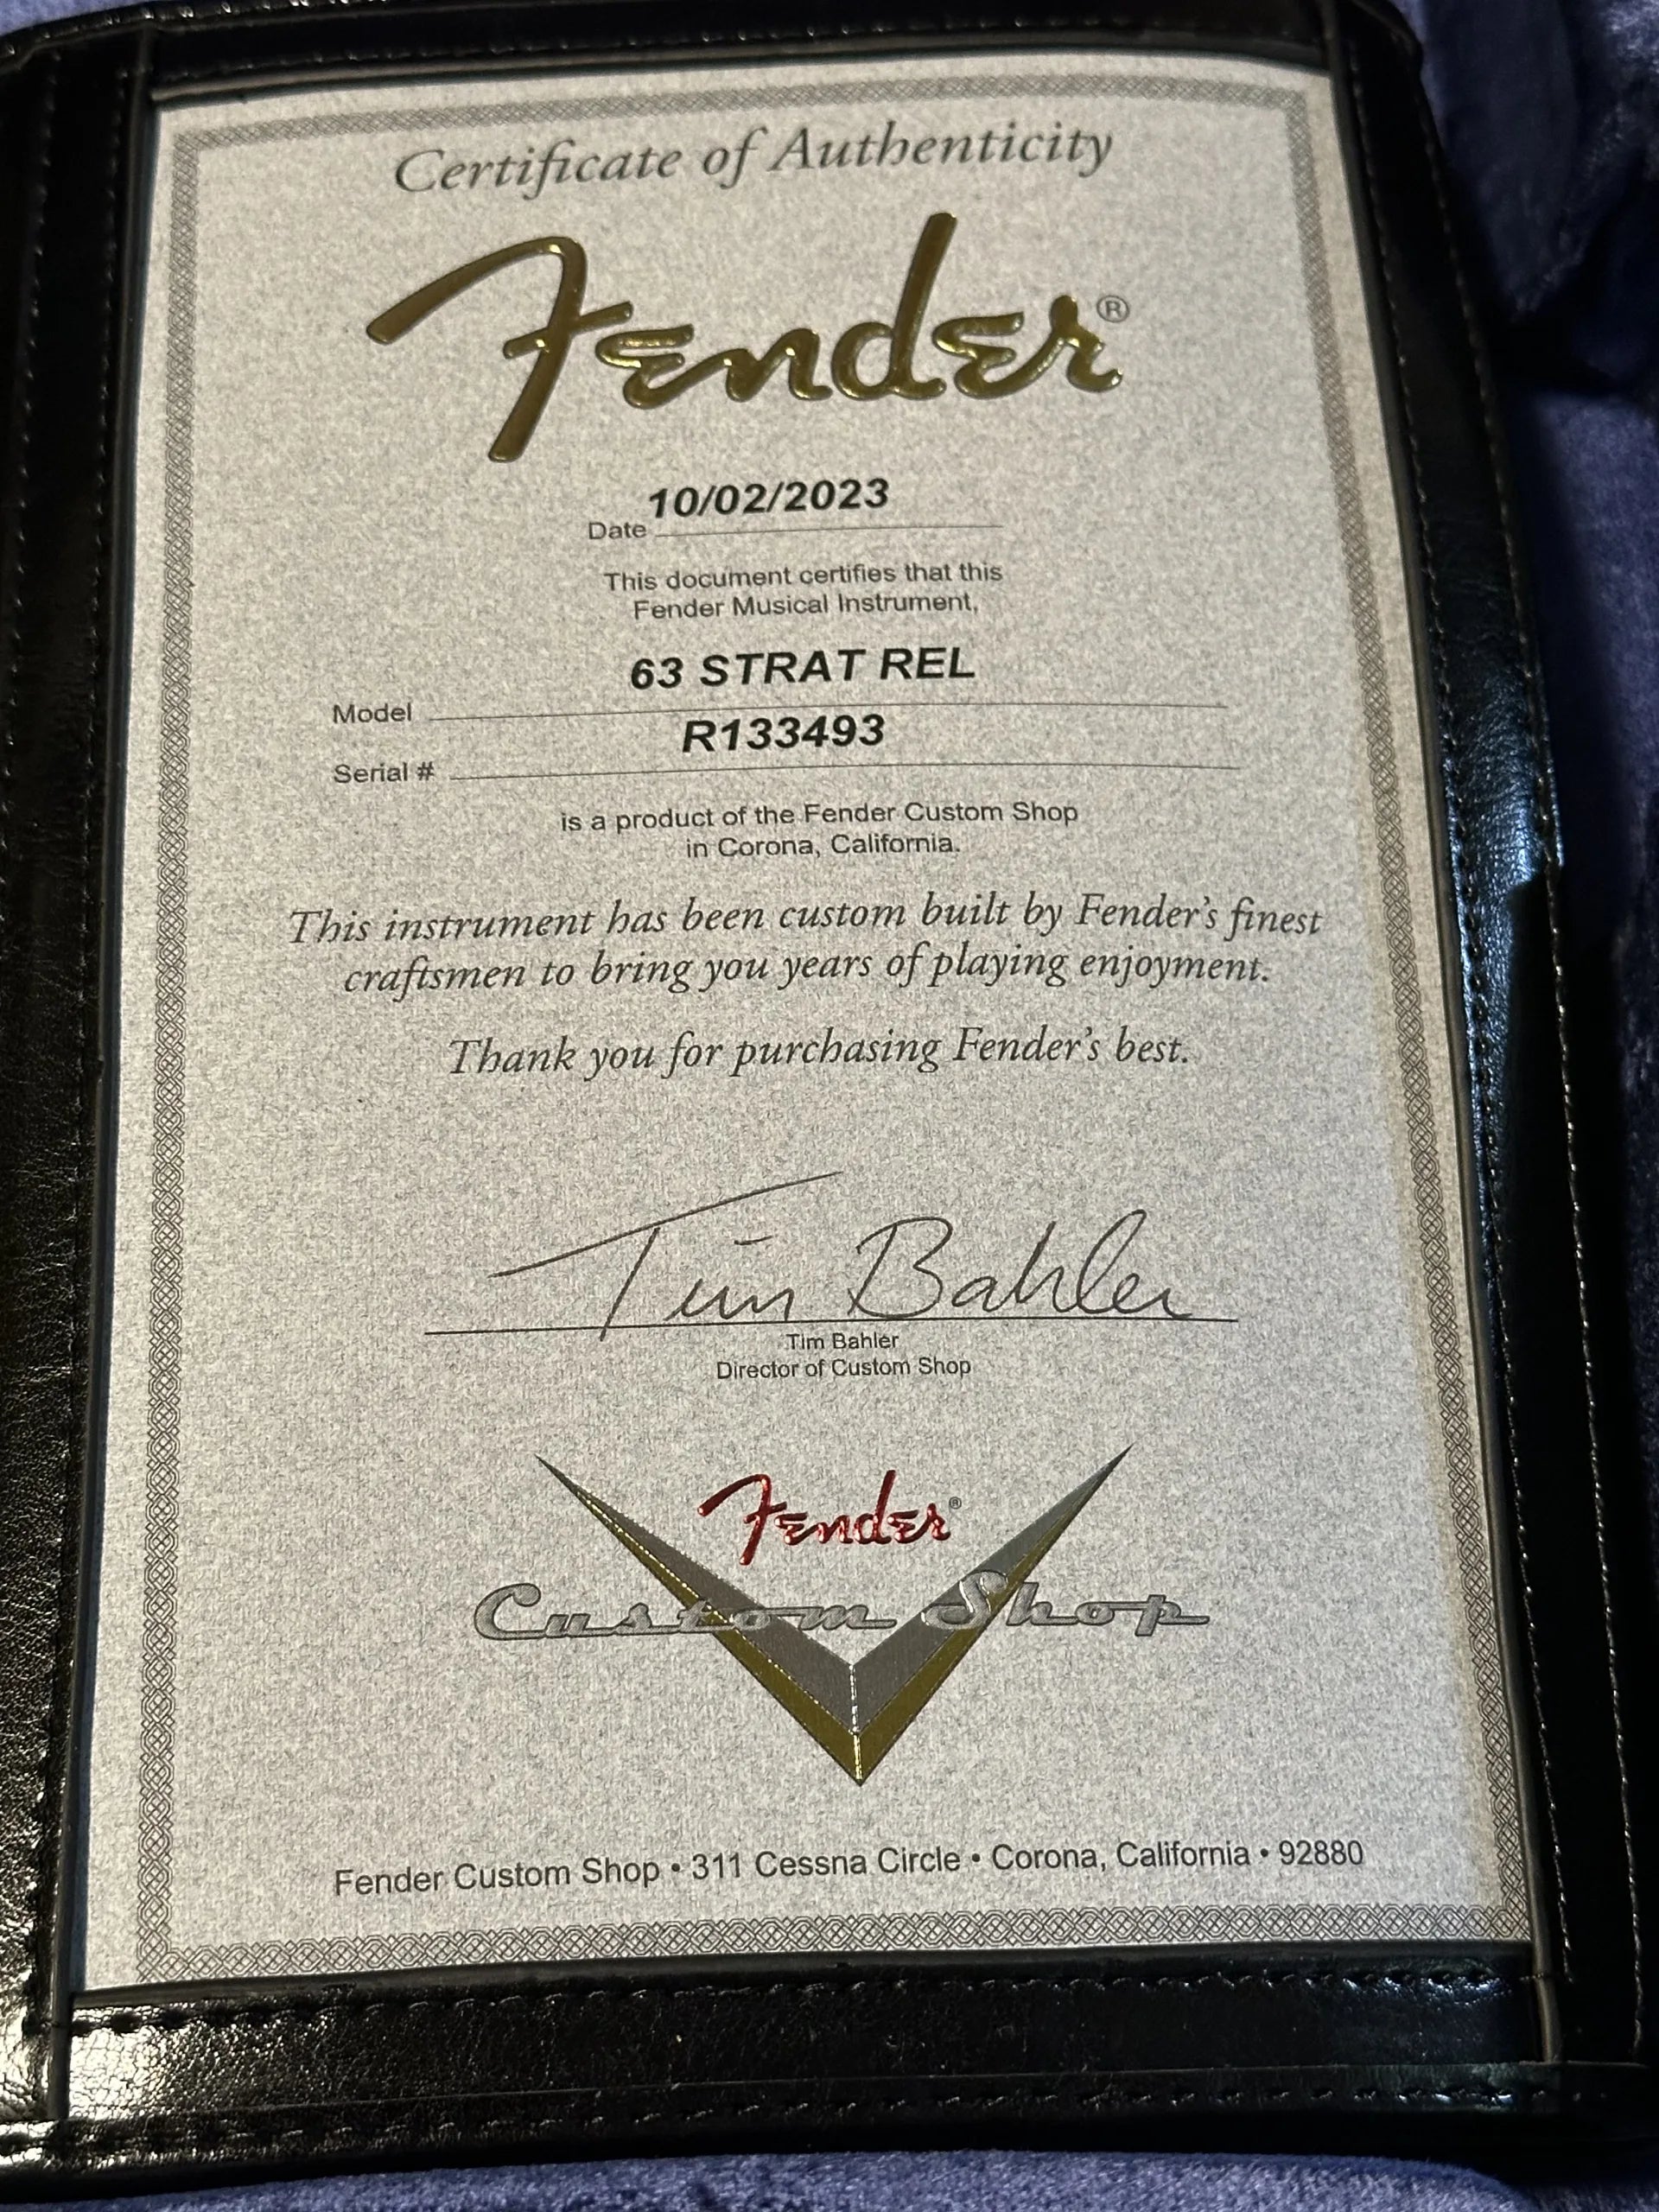 Certificate of Authenticity
Fender®
Date 10/02/2023
This document certifies that this
Fender Musical Instrument,
Model 63 STRAT REL
Serial # R133493
is a product of the Fender Custom Shop
in Corona, California.
This instrument has been custom built by Fender's finest
craftsmen to bring you years of playing enjoyment.
Thank you for purchasing Fender's best.
Tim Bahler
Tim Bahler
Director of Custom Shop
Fender®
Custom Shop
Fender Custom Shop • 311 Cessna Circle • Corona, California • 92880